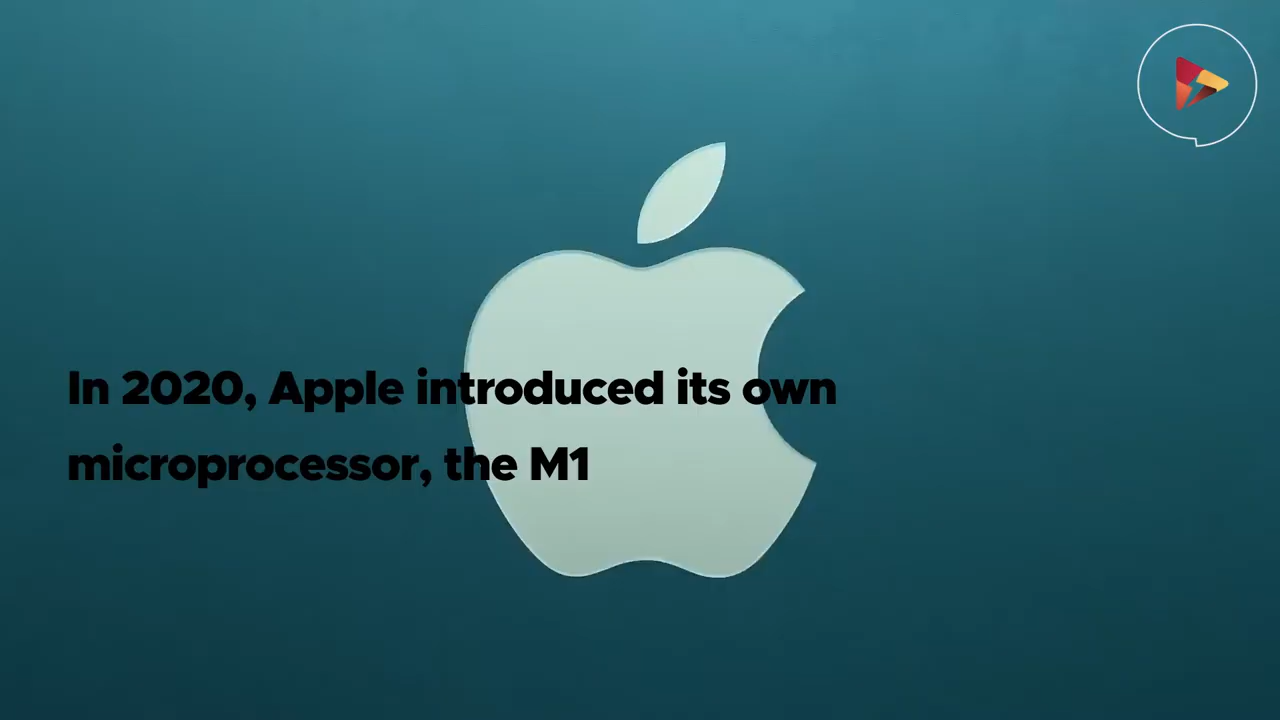 In 2020, Apple introduced its own
microprocessor, the M1